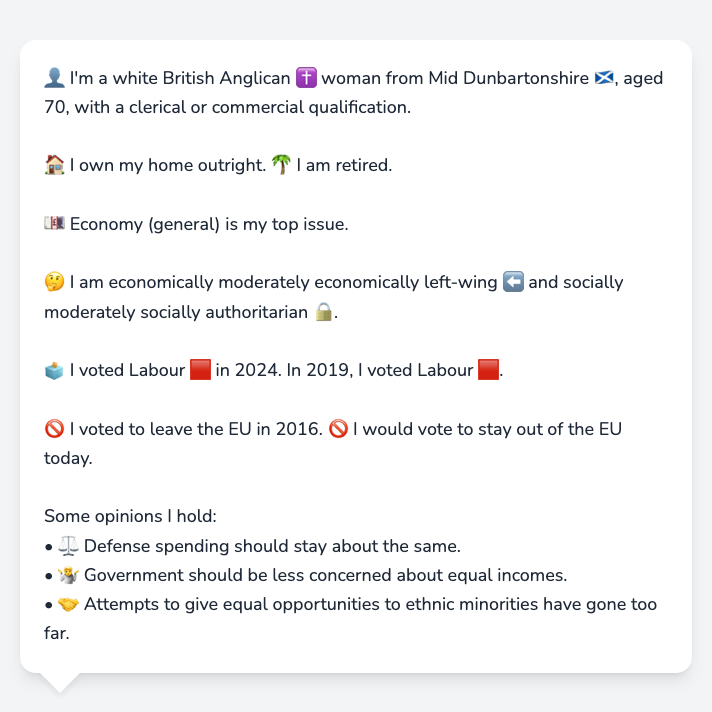 👤 I'm a white British Anglican ✝️ woman from Mid Dunbartonshire 🏴󠁧󠁢󠁳󠁣󠁴󠁿, aged
70, with a clerical or commercial qualification.
🏠 I own my home outright. 🌴 I am retired.
💷 Economy (general) is my top issue.
🤔 I am economically moderately economically left-wing ⬅️ and socially
moderately socially authoritarian 🔒.
🗳️ I voted Labour 🟥 in 2024. In 2019, I voted Labour 🟥.
🚫 I voted to leave the EU in 2016. 🚫 I would vote to stay out of the EU
today.
Some opinions I hold:
• ⚖️ Defense spending should stay about the same.
• 🤷 Government should be less concerned about equal incomes.
• 🤝 Attempts to give equal opportunities to ethnic minorities have gone too
far.